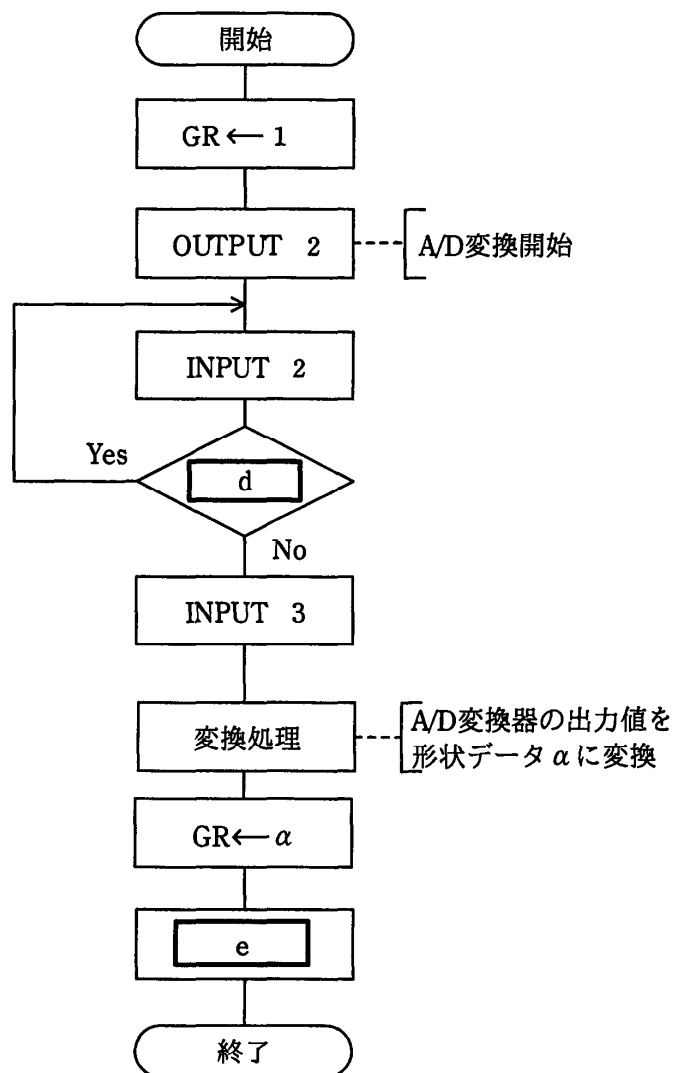 開始
GR ← 1
OUTPUT 2
A/D変換開始
INPUT 2
Yes
d
No
INPUT 3
変換処理
A/D変換器の出力値を
形状データαに変換
GR ← α
e
終了